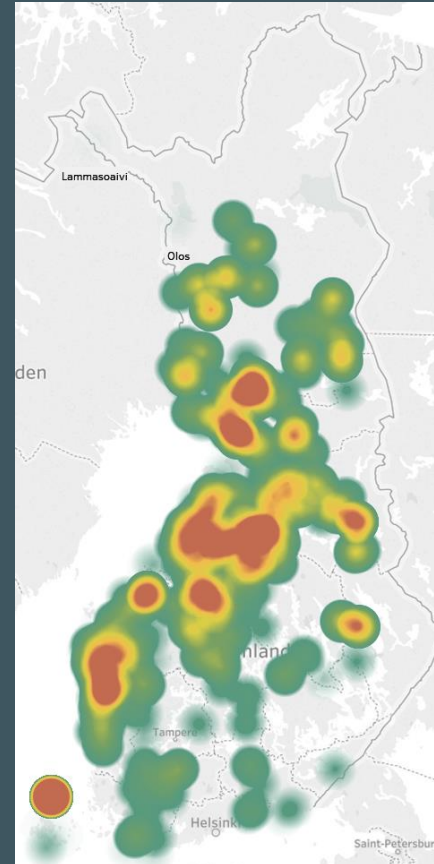 Lammasoaivi
Olos
den
nland
Tampere
Helsinki
Saint-Petersbur